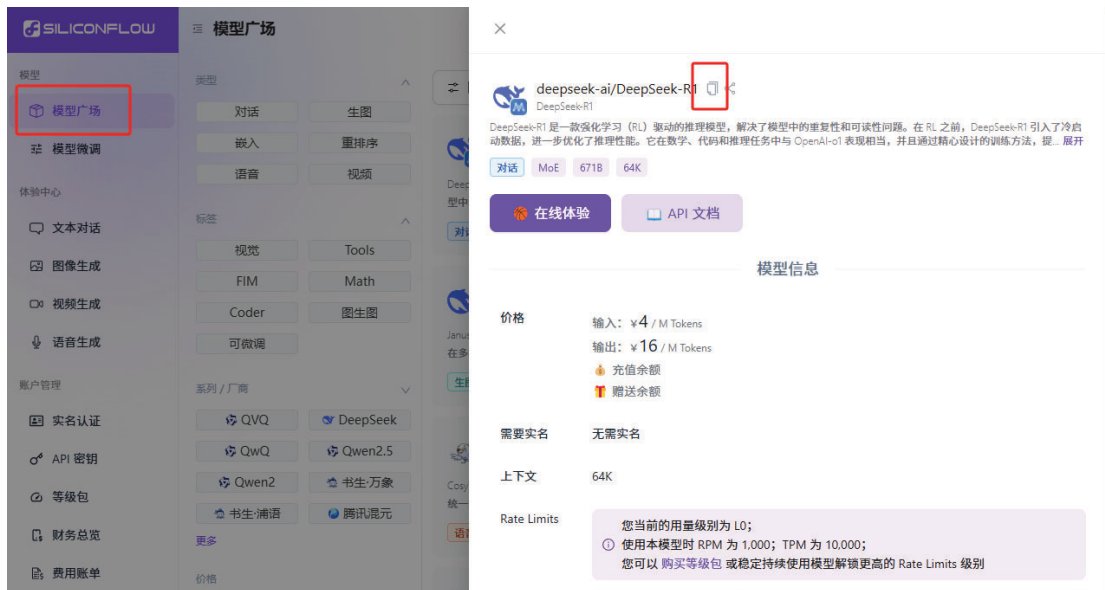 SILICONFLOW
模型
模型广场
模型微调
体验中心
文本对话
图像生成
视频生成
语音生成
账户管理
实名认证
API 密钥
等级包
财务总览
费用账单
模型广场
类型
对话
生图
嵌入
重排序
语音
视频
标签
视觉
Tools
FIM
Math
Coder
图生图
可微调
系列 / 厂商
QVQ
DeepSeek
QwQ
Qwen2.5
Qwen2
书生·万象
书生·浦语
腾讯混元
更多
价格
Deep
型中
对话
Janus
在多
生图
Cosy
统一
语音
deepseek-ai/DeepSeek-R1
DeepSeek-R1
DeepSeek-R1 是一款强化学习（RL）驱动的推理模型，解决了模型中的重复性和可读性问题。在 RL 之前，DeepSeek-R1 引入了冷启
动数据，进一步优化了推理性能。它在数学、代码和推理任务中与 OpenAI-o1 表现相当，并且通过精心设计的训练方法，提... 展开
对话 MoE 671B 64K
在线体验 API 文档
模型信息
价格
输入：￥4 / M Tokens
输出：￥16 / M Tokens
充值余额
赠送余额
需要实名 无需实名
上下文 64K
Rate Limits
您当前的用量级别为 L0；
使用本模型时 RPM 为 1,000；TPM 为 10,000；
您可以 购买等级包 或稳定持续使用模型解锁更高的 Rate Limits 级别